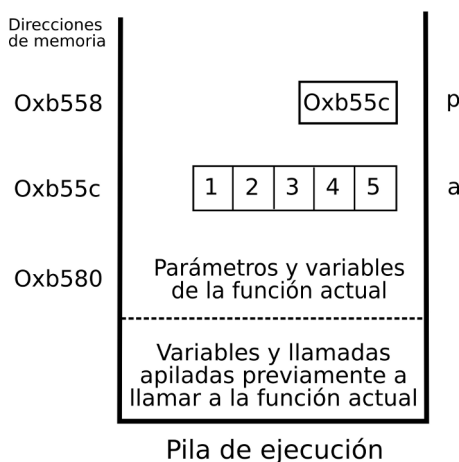 Direcciones
de memoria
Oxb558
Oxb55c
p
Oxb55c
1 2 3 4 5
a
Oxb580
Parámetros y variables
de la función actual
Variables y llamadas
apiladas previamente a
llamar a la función actual
Pila de ejecución